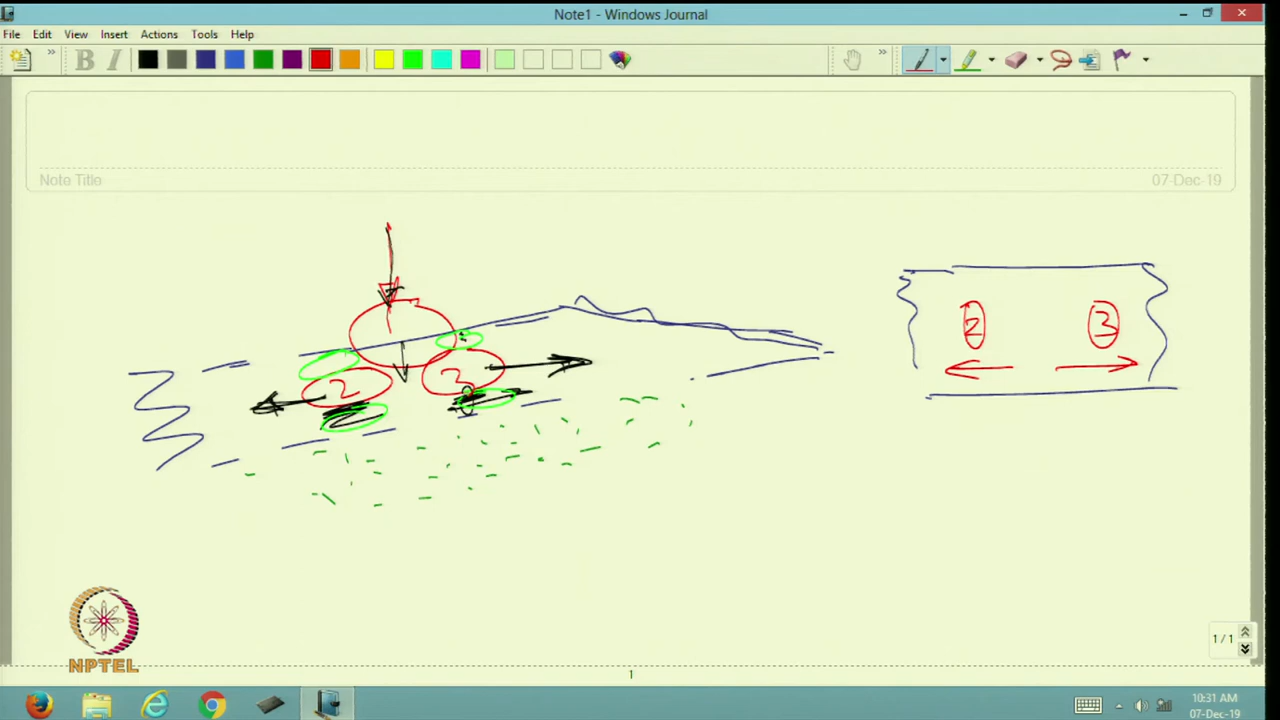 Note1 - Windows Journal
File Edit View Insert Actions Tools Help
B I
Note Title
07-Dec-19
2 3
2 3
1 / 1
NPTEL
1
10:31 AM
07-Dec-19